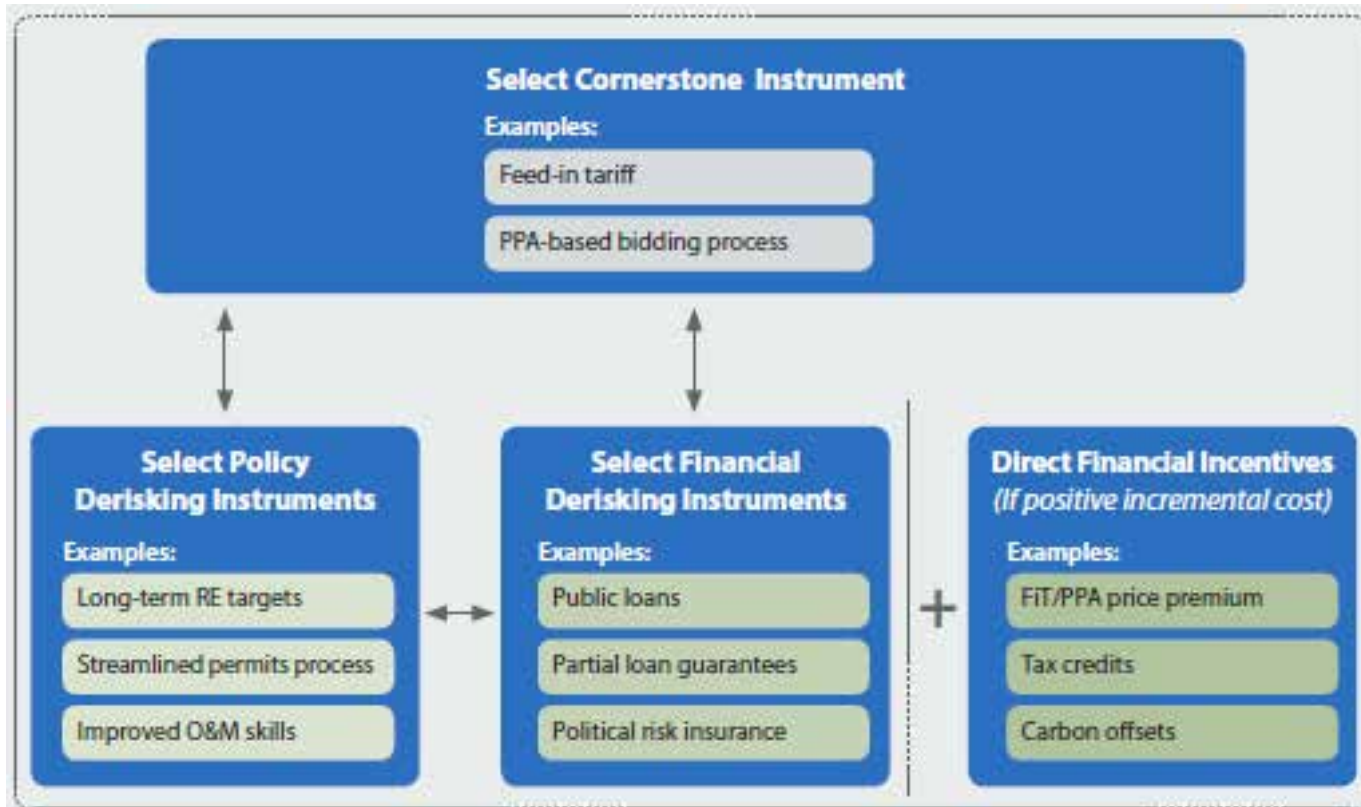 Select Cornerstone Instrument
Examples:
Feed-in tariff
PPA-based bidding process
Select Policy
Derisking Instruments
Examples:
Long-term RE targets
Streamlined permits process
Improved O&M skills
Select Financial
Derisking Instruments
Examples:
Public loans
Partial loan guarantees
Political risk insurance
+
Direct Financial Incentives
(If positive incremental cost)
Examples:
FiT/PPA price premium
Tax credits
Carbon offsets